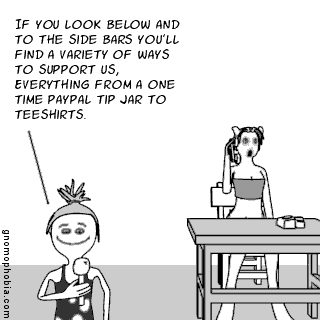 If you look below and
to the side bars you'll
find a variety of ways
to support us,
Everything from a one
time paypal tip jar to
teeshirts.
gnomophobia.com